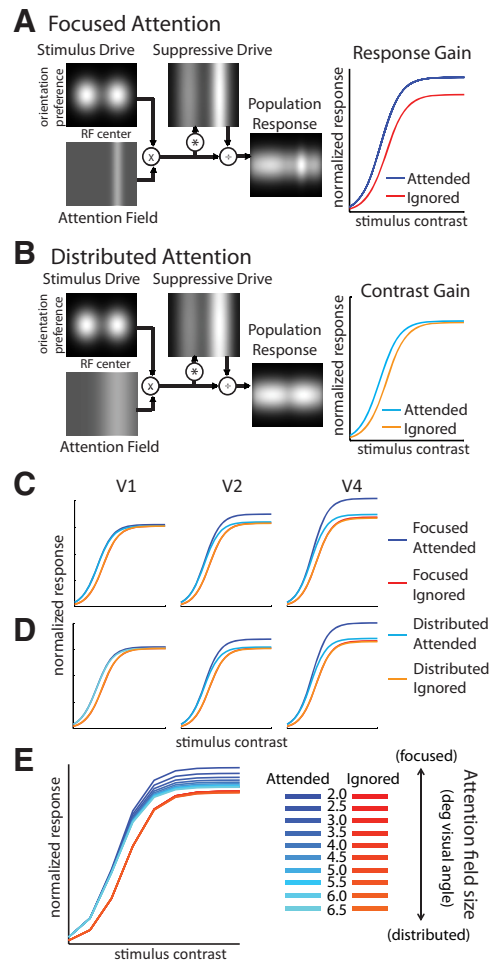 A Focused Attention
Stimulus Drive
Suppressive Drive
Response Gain
orientation
preference
RF center
Population
Response
x
*
÷
Attention Field
normalized response
Attended
Ignored
stimulus contrast
B Distributed Attention
Stimulus Drive
Suppressive Drive
Contrast Gain
orientation
preference
RF center
Population
Response
x
*
÷
Attention Field
normalized response
Attended
Ignored
stimulus contrast
C
V1
V2
V4
normalized response
Focused
Attended
Focused
Ignored
D
Distributed
Attended
Distributed
Ignored
stimulus contrast
E
normalized response
stimulus contrast
Attended
Ignored
2.0
2.5
3.0
3.5
4.0
4.5
5.0
5.5
6.0
6.5
(focused)
Attention field size
(deg visual angle)
(distributed)